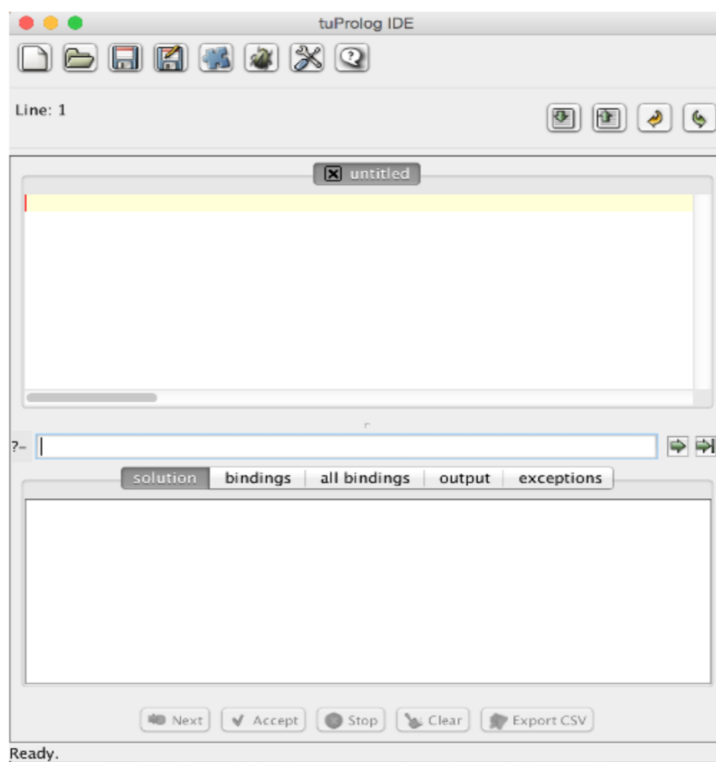 tuProlog IDE
Line: 1
untitled
?-
solution bindings all bindings output exceptions
Next Accept Stop Clear Export CSV
Ready.